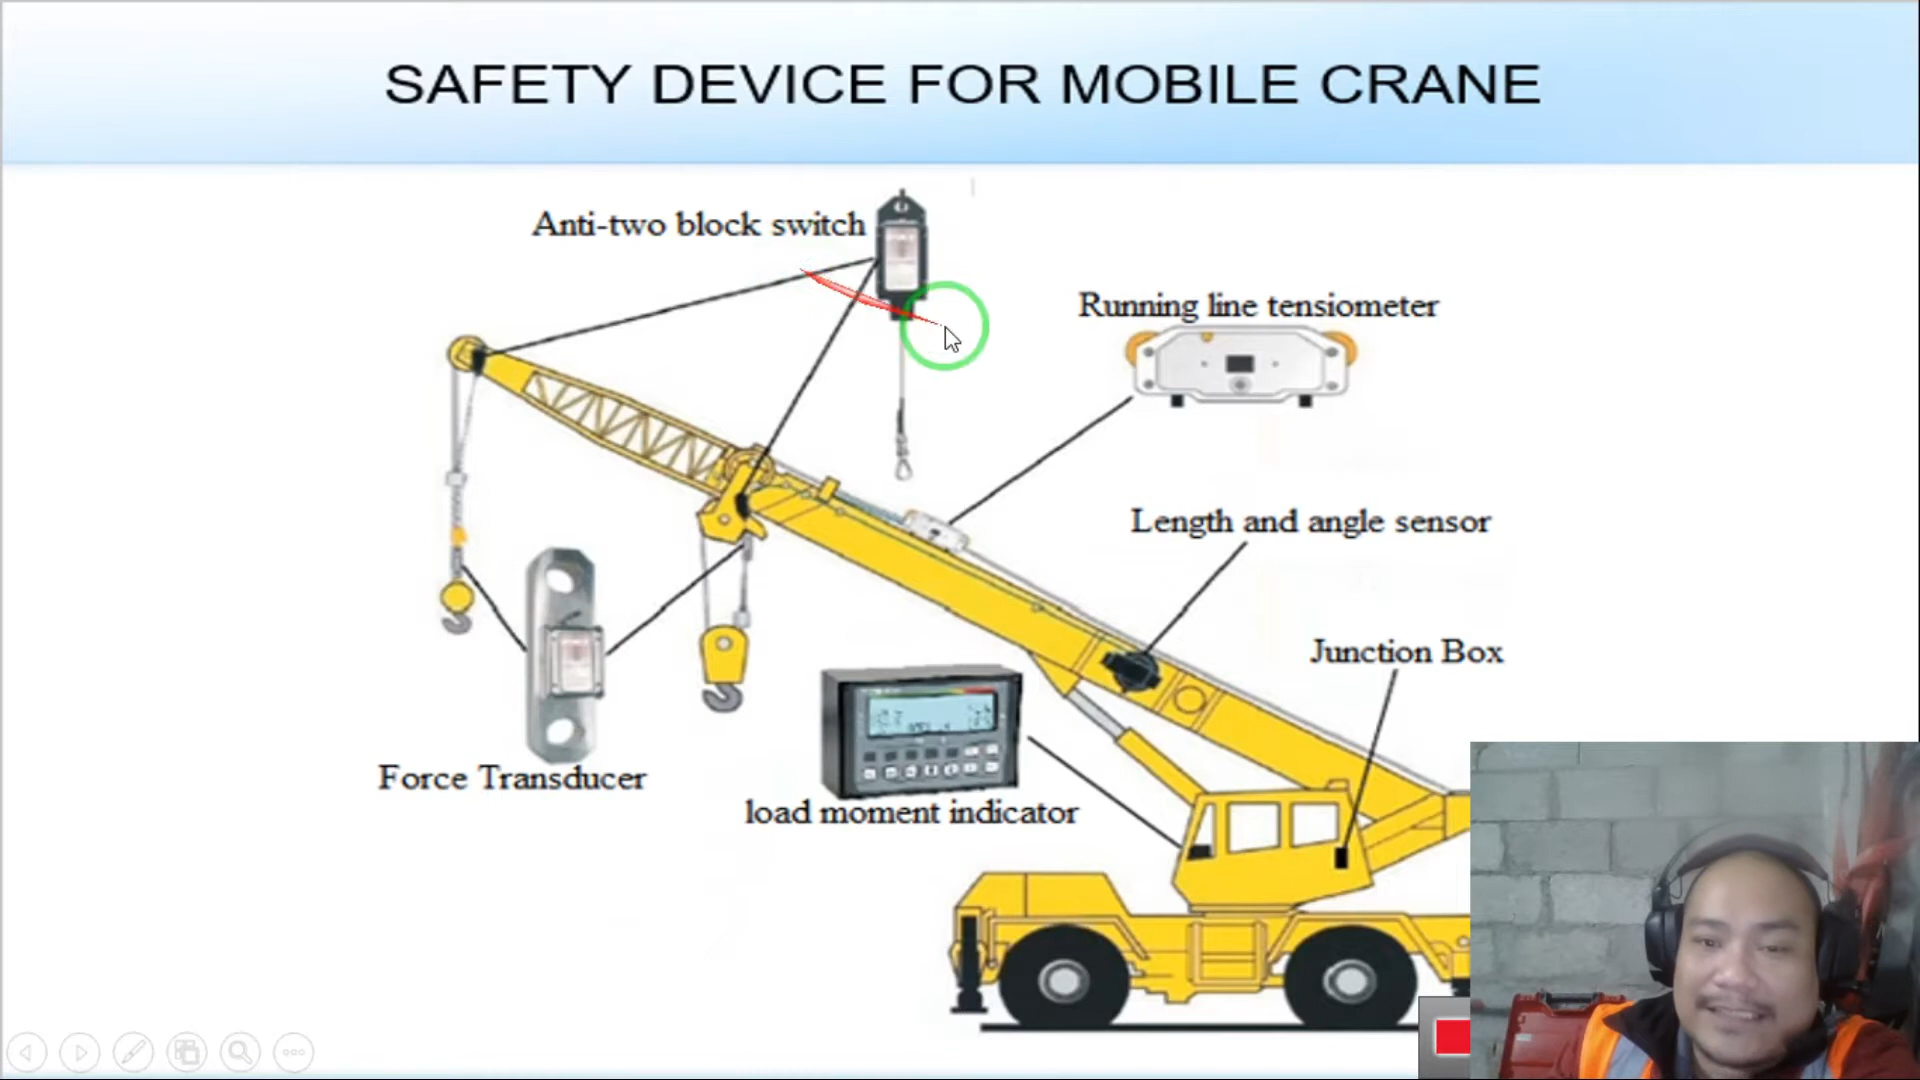 SAFETY DEVICE FOR MOBILE CRANE
Anti-two block switch
Running line tensiometer
Length and angle sensor
Junction Box
Force Transducer
load moment indicator